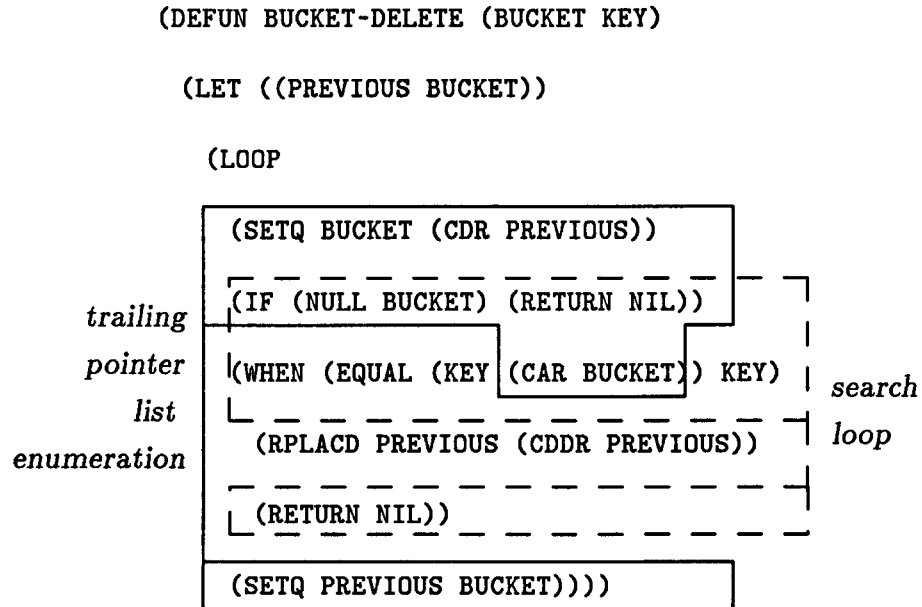 (DEFUN BUCKET-DELETE (BUCKET KEY)
(LET ((PREVIOUS BUCKET))
(LOOP
(SETQ BUCKET (CDR PREVIOUS))
(IF (NULL BUCKET) (RETURN NIL))
(WHEN (EQUAL (KEY (CAR BUCKET)) KEY)
(RPLACD PREVIOUS (CDDR PREVIOUS))
(RETURN NIL))
(SETQ PREVIOUS BUCKET))))
trailing
pointer
list
enumeration
search
loop